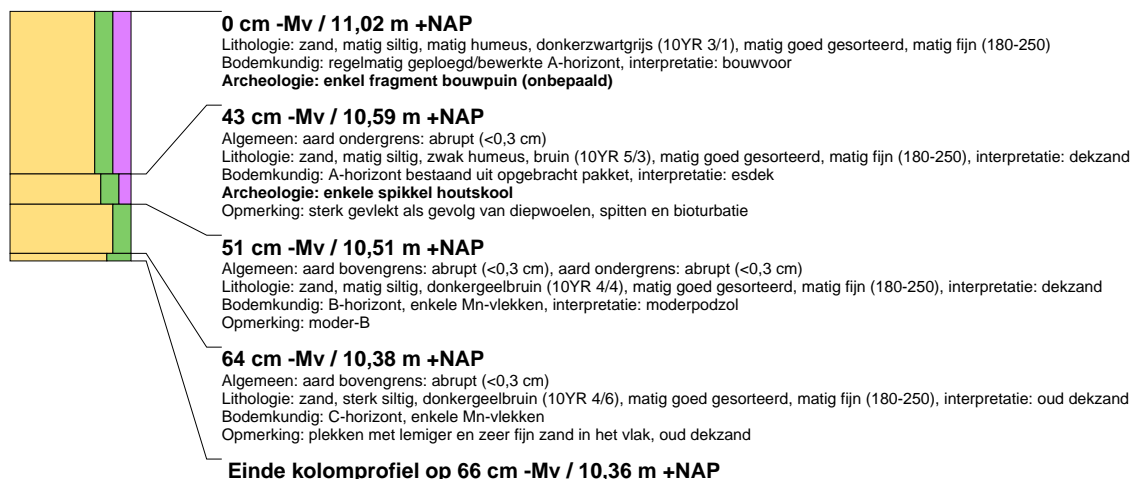 0 cm -Mv / 11,02 m +NAP
Lithologie: zand, matig siltig, matig humeus, donkerzwartgrijs (10YR 3/1), matig goed gesorteerd, matig fijn (180-250)
Bodemkundig: regelmatig geploegd/bewerkte A-horizont, interpretatie: bouwvoor
Archeologie: enkel fragment bouwpuin (onbepaald)
43 cm -Mv / 10,59 m +NAP
Algemeen: aard ondergrens: abrupt (<0,3 cm)
Lithologie: zand, matig siltig, zwak humeus, bruin (10YR 5/3), matig goed gesorteerd, matig fijn (180-250), interpretatie: dekzand
Bodemkundig: A-horizont bestaand uit opgebracht pakket, interpretatie: esdek
Archeologie: enkele spikkel houtskool
Opmerking: sterk gevlekt als gevolg van diepwoelen, spitten en bioturbatie
51 cm -Mv / 10,51 m +NAP
Algemeen: aard bovengrens: abrupt (<0,3 cm), aard ondergrens: abrupt (<0,3 cm)
Lithologie: zand, matig siltig, donkergeelbruin (10YR 4/4), matig goed gesorteerd, matig fijn (180-250), interpretatie: dekzand
Bodemkundig: B-horizont, enkele Mn-vlekken, interpretatie: moderpodzol
Opmerking: moder-B
64 cm -Mv / 10,38 m +NAP
Algemeen: aard bovengrens: abrupt (<0,3 cm)
Lithologie: zand, sterk siltig, donkergeelbruin (10YR 4/6), matig goed gesorteerd, matig fijn (180-250), interpretatie: oud dekzand
Bodemkundig: C-horizont, enkele Mn-vlekken
Opmerking: plekken met lemiger en zeer fijn zand in het vlak, oud dekzand
Einde kolomprofiel op 66 cm -Mv / 10,36 m +NAP